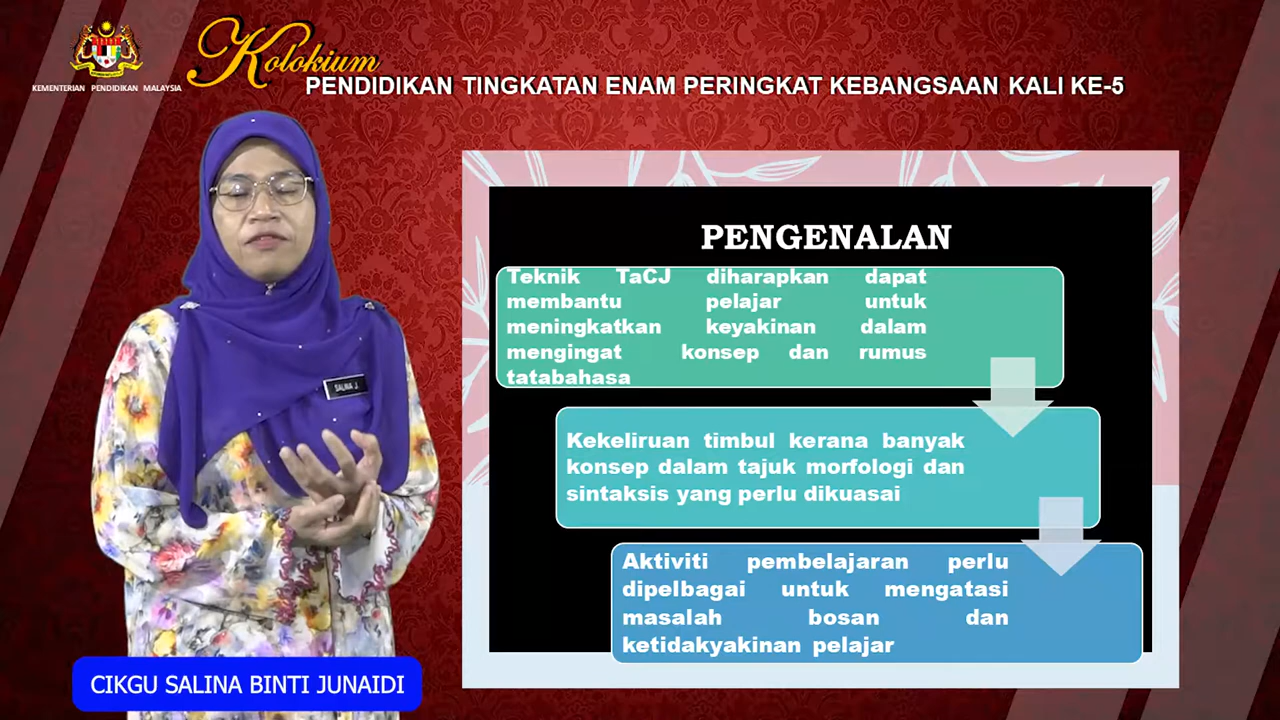 KEMENTERIAN PENDIDIKAN MALAYSIA
Kolokium
PENDIDIKAN TINGKATAN ENAM PERINGKAT KEBANGSAAN KALI KE-5
PENGENALAN
Teknik TaCJ diharapkan dapat
membantu pelajar untuk
meningkatkan keyakinan dalam
mengingat konsep dan rumus
tatabahasa
Kekeliruan timbul kerana banyak
konsep dalam tajuk morfologi dan
sintaksis yang perlu dikuasai
Aktiviti pembelajaran perlu
dipelbagai untuk mengatasi
masalah bosan dan
ketidakyakinan pelajar
SALINA J.
CIKGU SALINA BINTI JUNAIDI